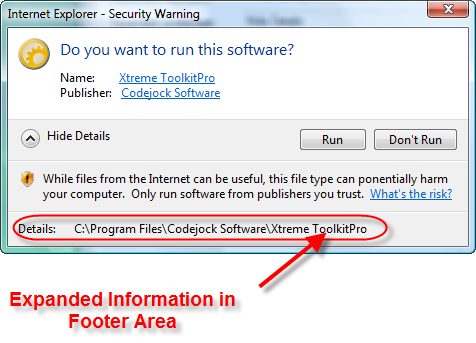 Internet Explorer - Security Warning
Do you want to run this software?
Name: Xtreme ToolkitPro
Publisher: Codejock Software
Hide Details Run Don't Run
While files from the Internet can be useful, this file type can ponentially harm
your computer. Only run software from publishers you trust. What's the risk?
Details: C:\Program Files\Codejock Software\Xtreme ToolkitPro
Expanded Information in
Footer Area